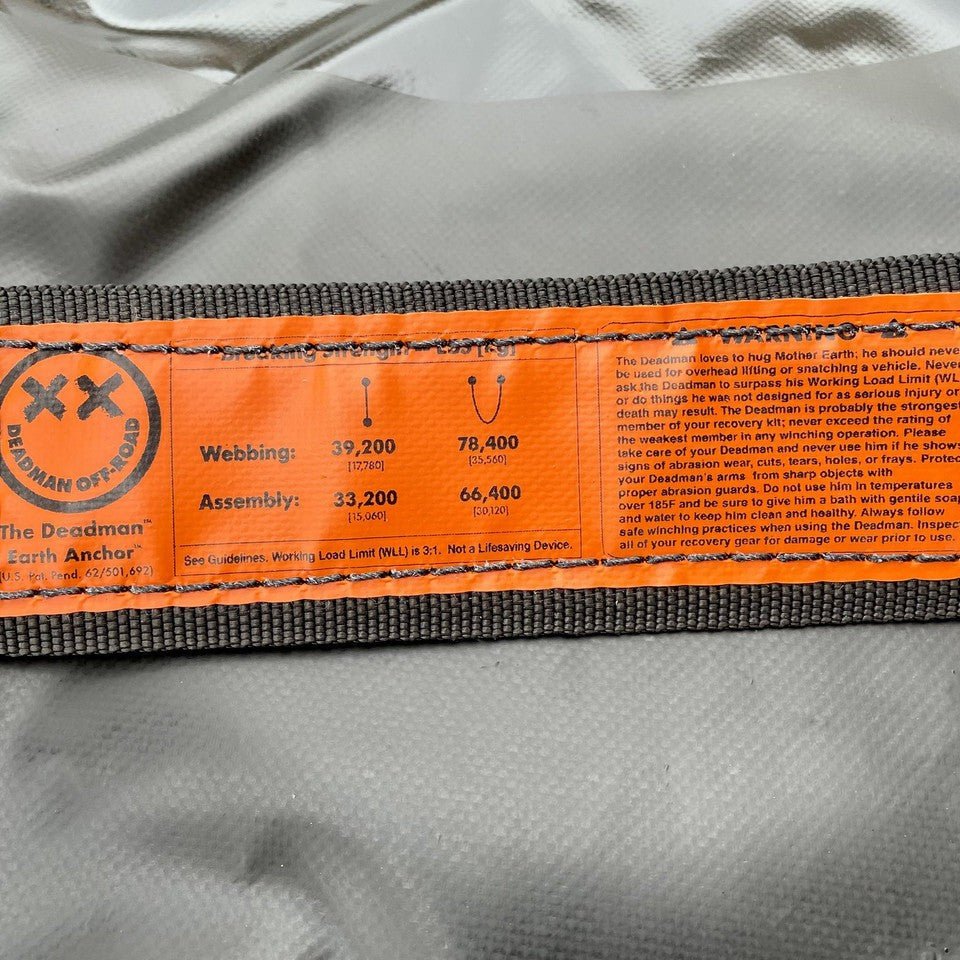 DEADMAN OFF-ROAD
The Deadman™
Earth Anchor™
(U.S. Pat. Pend. 62/501,692)
Breaking Strength - Lbs [kg]
Webbing: 39,200 78,400
[17,780] [35,560]
Assembly: 33,200 66,400
[15,060] [30,120]
See Guidelines. Working Load Limit (WLL) is 3:1. Not a Lifesaving Device.
WARNING
The Deadman loves to hug Mother Earth; he should never
be used for overhead lifting or snatching a vehicle. Never
ask the Deadman to surpass his Working Load Limit (WLL)
or do things he was not designed for as serious injury or
death may result. The Deadman is probably the strongest
member of your recovery kit; never exceed the rating of
the weakest member in any winching operation. Please
take care of your Deadman and never use him if he shows
signs of abrasion wear, cuts, tears, holes, or frays. Protect
your Deadman's arms from sharp objects with
proper abrasion guards. Do not use him in temperatures
over 185F and be sure to give him a bath with gentile soap
and water to keep him clean and healthy. Always follow
safe winching practices when using the Deadman. Inspect
all of your recovery gear for damage or wear prior to use.